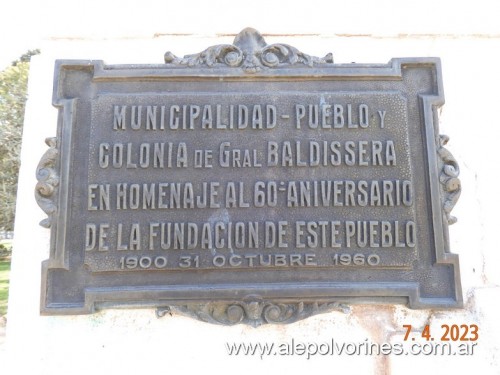 MUNICIPALIDAD - PUEBLO Y
COLONIA DE GRAL BALDISSERA
EN HOMENAJE AL 60º ANIVERSARIO
DE LA FUNDACION DE ESTE PUEBLO
1900 31 OCTUBRE 1960
7. 4. 2023
www.alepolvorines.com.ar